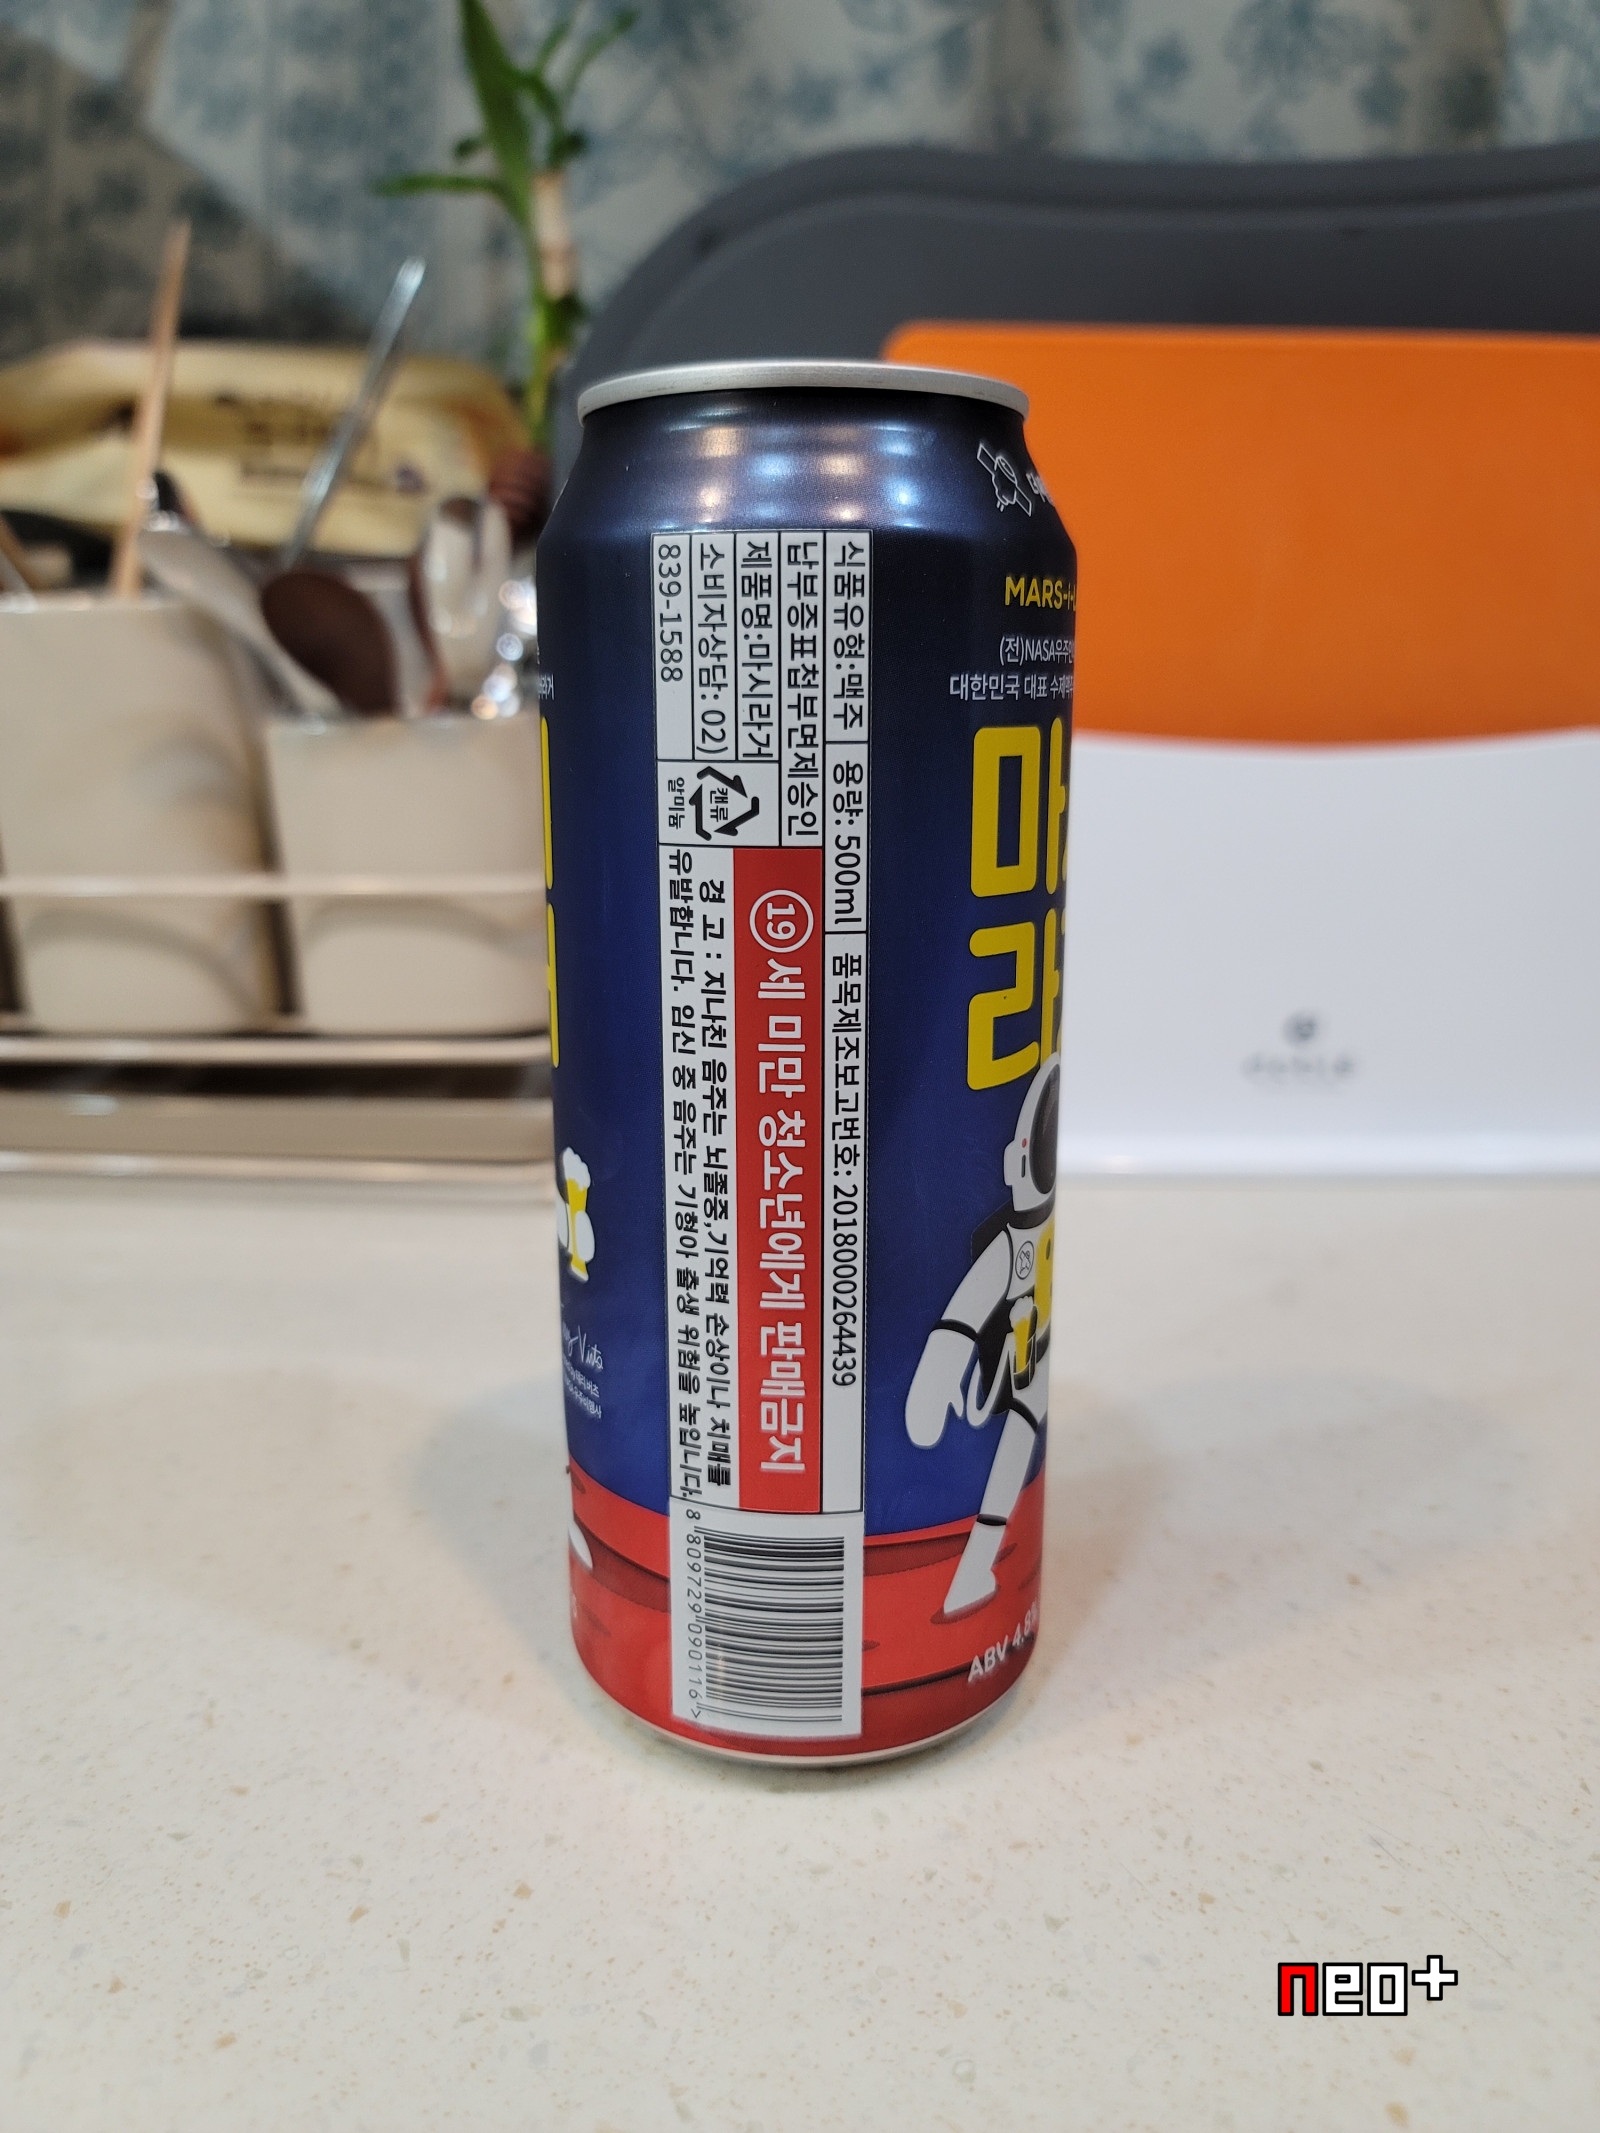 식품유형:맥주
용량: 500ml
품목제조보고번호: 2018000264439
납부증표첩부면제승인
제품명:마시라거
소비자상담: 02)
839-1588
캔류
알미늄
19세 미만 청소년에게 판매금지
경 고 : 지나친 음주는 뇌졸중,기억력 손상이나 치매를
유발합니다. 임신 중 음주는 기형아 출생 위험을 높입니다.
8 809729 090116 >
MARS-I-
(전)NASA우주인
대한민국 대표 수제맥주
마
라
ABV 4.8
neo+